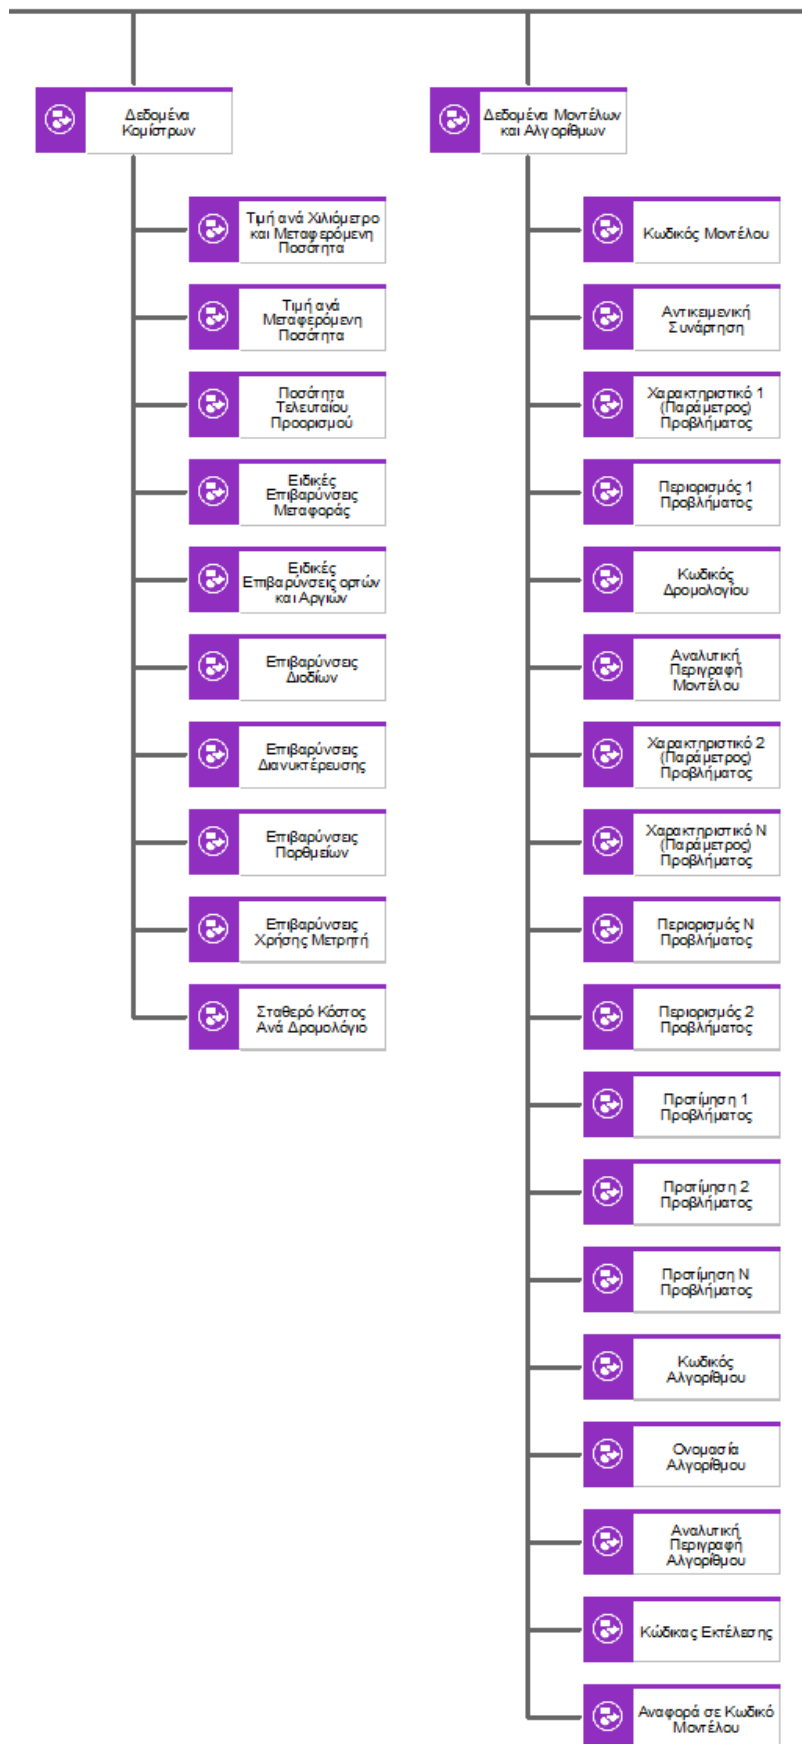 Δεδομένα
Κομίστρων
Τιμή ανά Χιλιόμετρο
και Μεταφερόμενη
Ποσότητα
Τιμή ανά
Μεταφερόμενη
Ποσότητα
Ποσότητα
Τελευταίου
Προορισμού
Ειδικές
Επιβαρύνσεις
Μεταφοράς
Ειδικές
Επιβαρύνσεις ορτών
και Αργιών
Επιβαρύνσεις
Διοδίων
Επιβαρύνσεις
Διανυκτέρευσης
Επιβαρύνσεις
Πορθμείων
Επιβαρύνσεις
Χρήσης Μετρητή
Σταθερό Κόστος
Ανά Δρομολόγιο
Δεδομένα Μοντέλων
και Αλγορίθμων
Κωδικός Μοντέλου
Αντικειμενική
Συνάρτηση
Χαρακτηριστικό 1
(Παράμετρος)
Προβλήματος
Περιορισμός 1
Προβλήματος
Κωδικός
Δρομολογίου
Αναλυτική
Περιγραφή
Μοντέλου
Χαρακτηριστικό 2
(Παράμετρος)
Προβλήματος
Χαρακτηριστικό Ν
(Παράμετρος)
Προβλήματος
Περιορισμός Ν
Προβλήματος
Περιορισμός 2
Προβλήματος
Προτίμηση 1
Προβλήματος
Προτίμηση 2
Προβλήματος
Προτίμηση Ν
Προβλήματος
Κωδικός
Αλγορίθμου
Ονομασία
Αλγορίθμου
Αναλυτική
Περιγραφή
Αλγορίθμου
Κώδικας Εκτέλεσης
Αναφορά σε Κωδικό
Μοντέλου